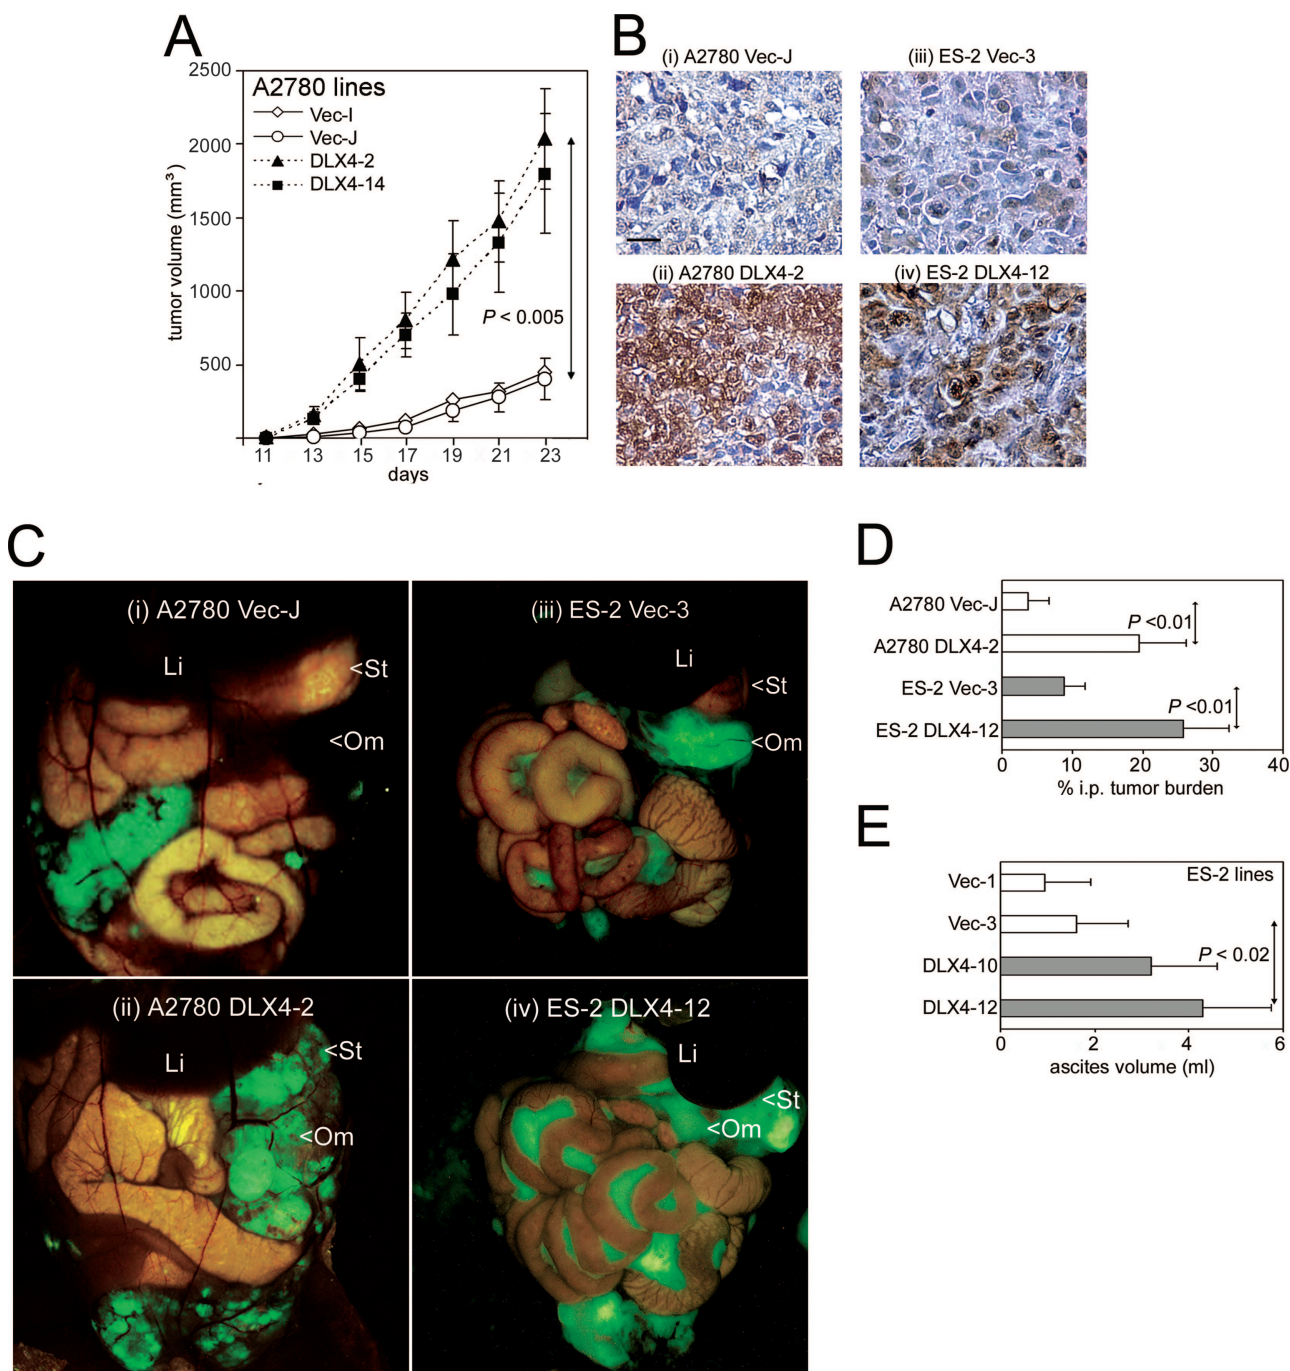 A
2500
2000
1500
1000
500
tumor volume (mm³)
A2780 lines
Vec-I
Vec-J
DLX4-2
DLX4-14
P < 0.005
11 13 15 17 19 21 23
days
B
(i) A2780 Vec-J
(iii) ES-2 Vec-3
(ii) A2780 DLX4-2
(iv) ES-2 DLX4-12
C
(i) A2780 Vec-J
Li
<St
<Om
(iii) ES-2 Vec-3
Li
<St
<Om
(ii) A2780 DLX4-2
Li
<St
<Om
(iv) ES-2 DLX4-12
Li
<St
<Om
D
A2780 Vec-J
A2780 DLX4-2
ES-2 Vec-3
ES-2 DLX4-12
P <0.01
P <0.01
0 10 20 30 40
% i.p. tumor burden
E
ES-2 lines
Vec-1
Vec-3
DLX4-10
DLX4-12
P < 0.02
0 2 4 6
ascites volume (ml)